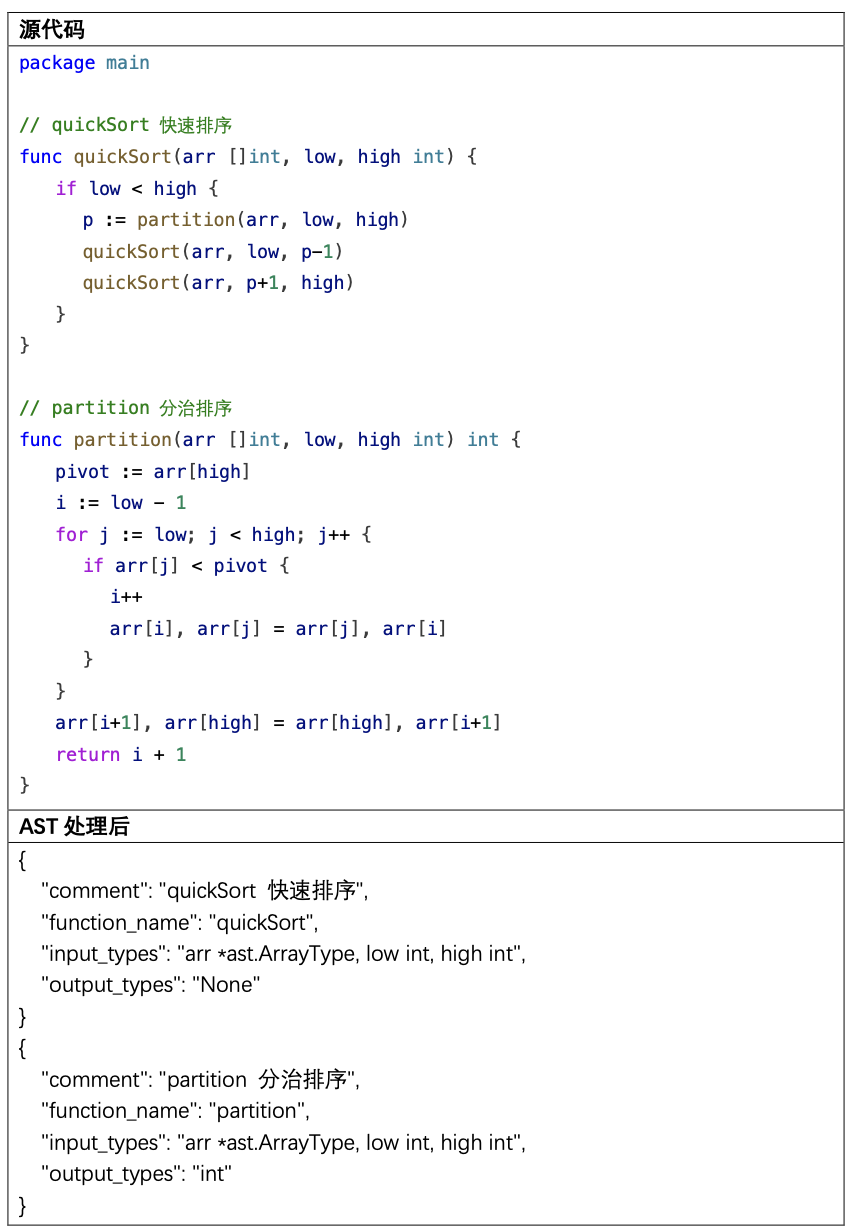 源代码
package main
// quickSort 快速排序
func quickSort(arr []int, low, high int) {
if low < high {
p := partition(arr, low, high)
quickSort(arr, low, p-1)
quickSort(arr, p+1, high)
}
}
// partition 分治排序
func partition(arr []int, low, high int) int {
pivot := arr[high]
i := low - 1
for j := low; j < high; j++ {
if arr[j] < pivot {
i++
arr[i], arr[j] = arr[j], arr[i]
}
}
arr[i+1], arr[high] = arr[high], arr[i+1]
return i + 1
}
AST 处理后
{
"comment": "quickSort 快速排序",
"function_name": "quickSort",
"input_types": "arr *ast.ArrayType, low int, high int",
"output_types": "None"
}
{
"comment": "partition 分治排序",
"function_name": "partition",
"input_types": "arr *ast.ArrayType, low int, high int",
"output_types": "int"
}